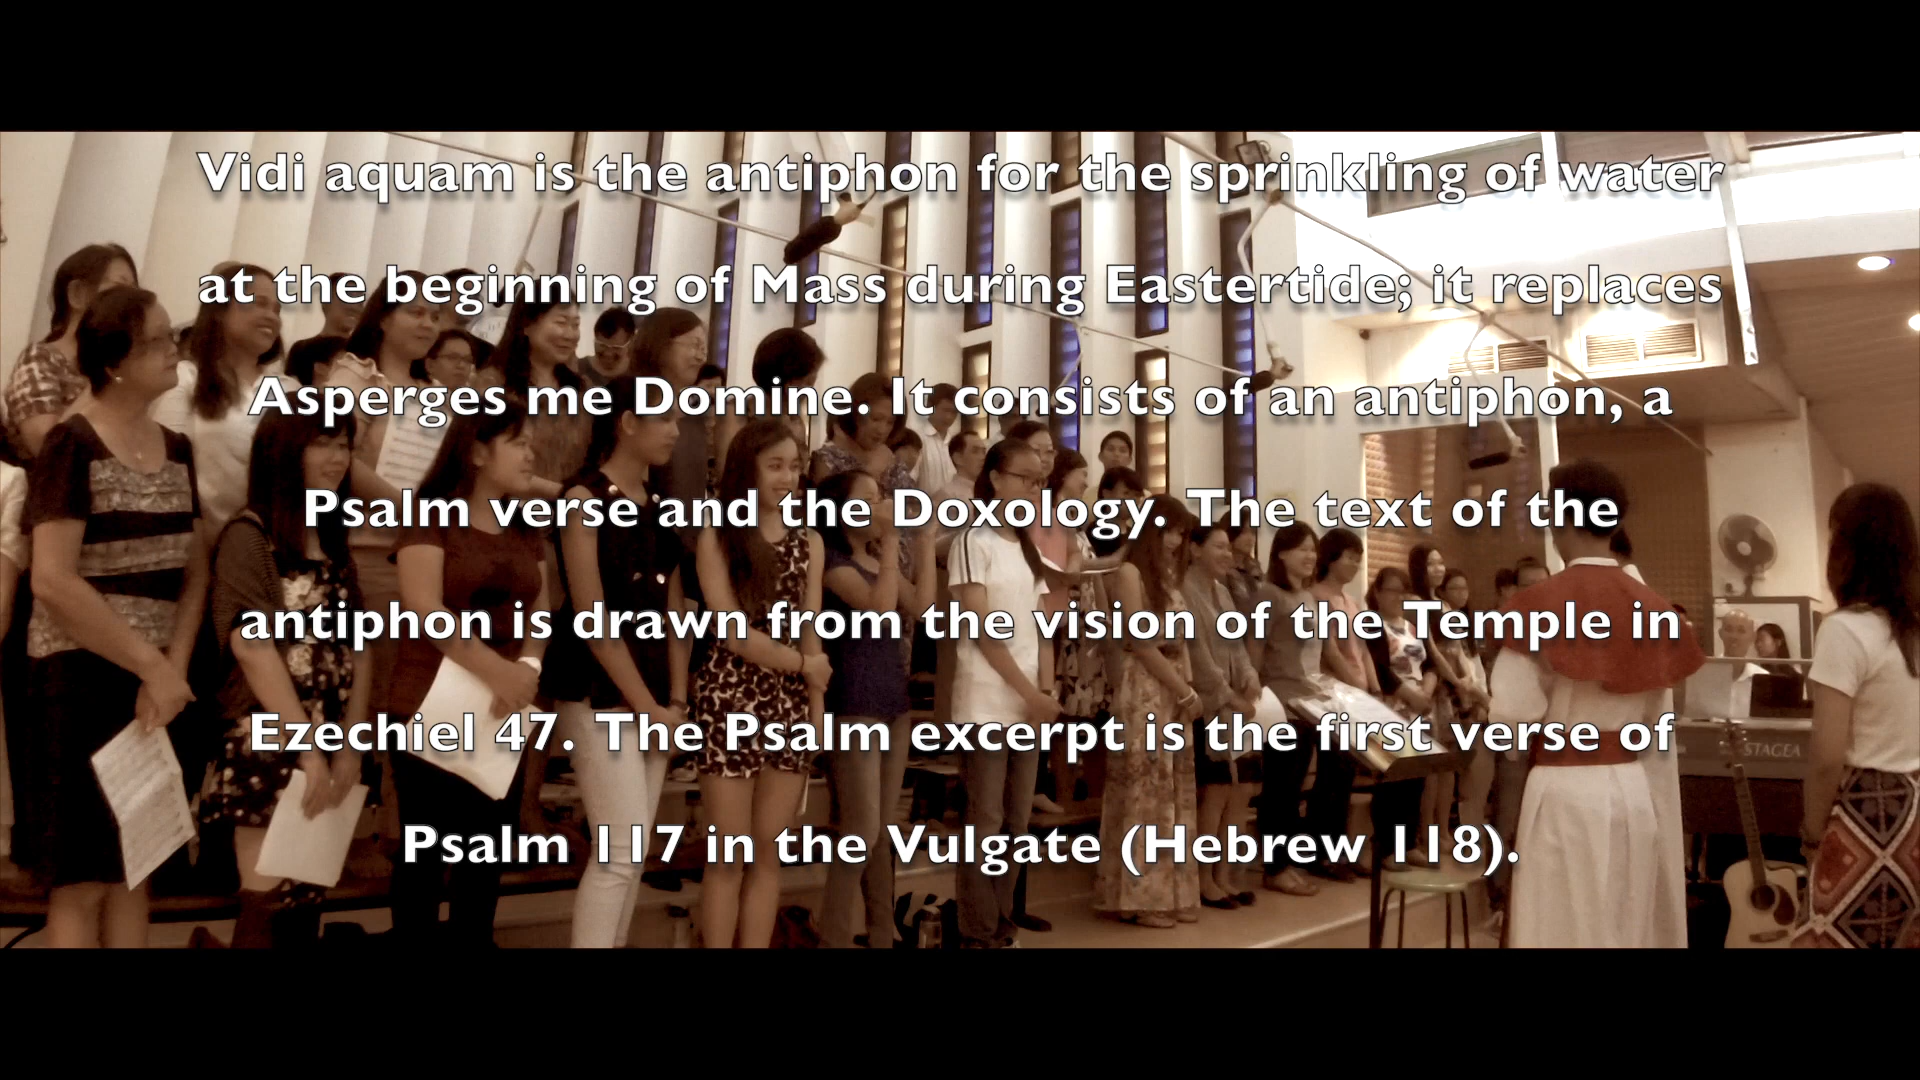 Vidi aquam is the antiphon for the sprinkling of water
at the beginning of Mass during Eastertide; it replaces
Asperges me Domine. It consists of an antiphon, a
Psalm verse and the Doxology. The text of the
antiphon is drawn from the vision of the Temple in
Ezechiel 47. The Psalm excerpt is the first verse of
Psalm 117 in the Vulgate (Hebrew 118).
STAGEA